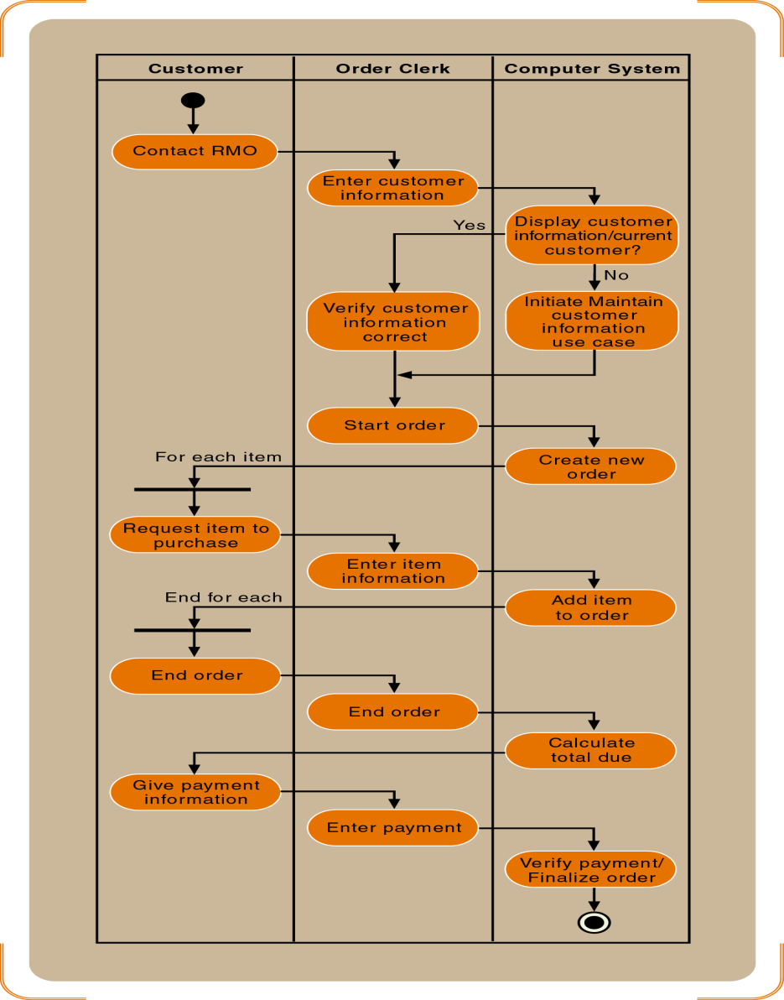 Customer
Order Clerk
Computer System
Contact RMO
Enter customer
information
Display customer
information/current
customer?
Yes
No
Verify customer
information
correct
Initiate Maintain
customer
information
use case
Start order
Create new
order
For each item
Request item to
purchase
Enter item
information
Add item
to order
End for each
End order
End order
Calculate
total due
Give payment
information
Enter payment
Verify payment/
Finalize order